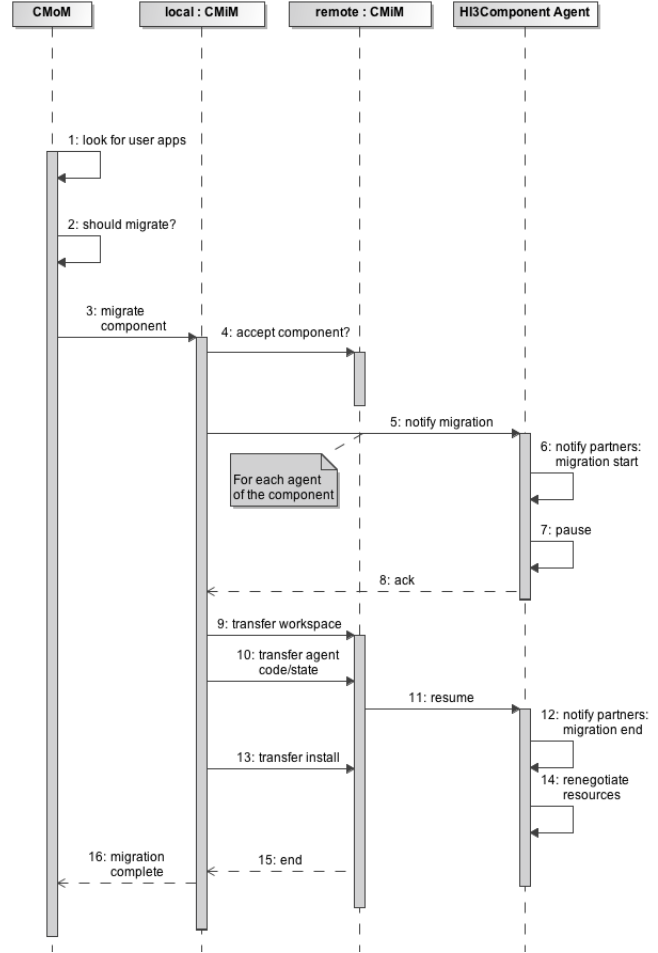 CMoM
local : CMiM
remote : CMiM
HI3Component Agent
1: look for user apps
2: should migrate?
3: migrate
component
4: accept component?
5: notify migration
For each agent
of the component
6: notify partners:
migration start
7: pause
8: ack
9: transfer workspace
10: transfer agent
code/state
11: resume
12: notify partners:
migration end
13: transfer install
14: renegotiate
resources
15: end
16: migration
complete